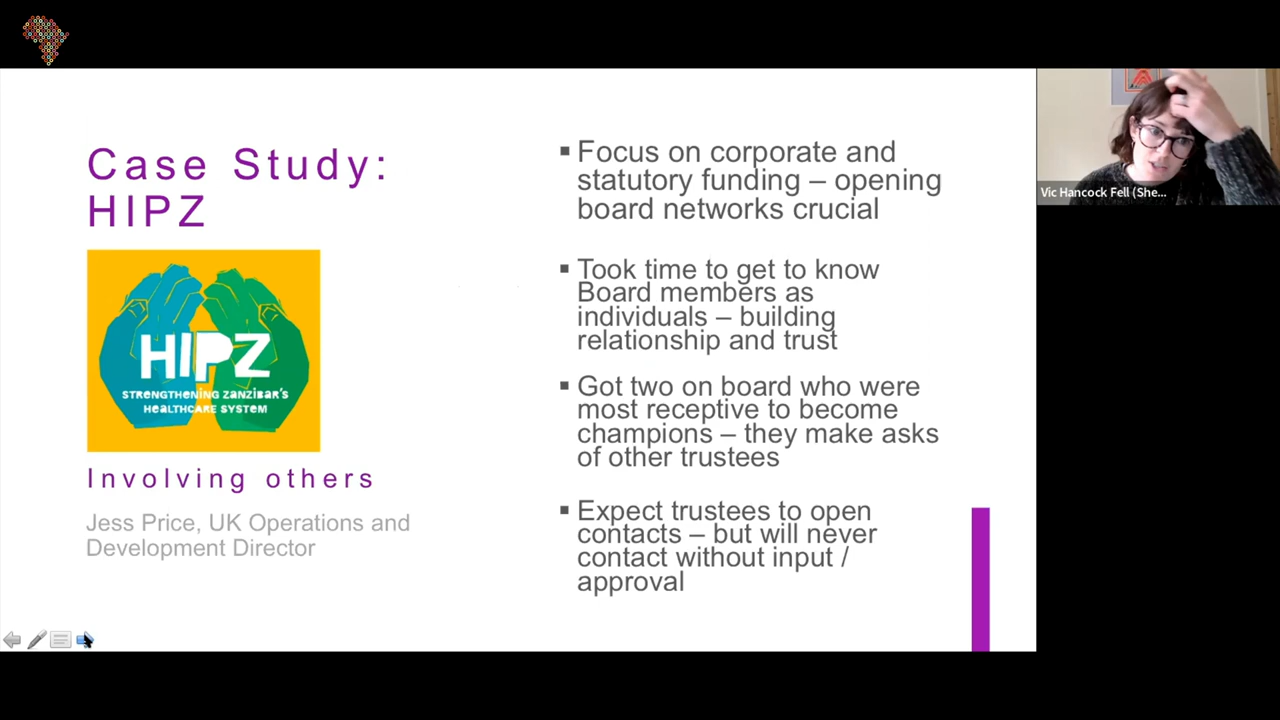 Case Study:
HIPZ
HIPZ
STRENGTHENING ZANZIBAR'S
HEALTHCARE SYSTEM
Involving others
Jess Price, UK Operations and
Development Director
▪ Focus on corporate and
statutory funding – opening
board networks crucial
▪ Took time to get to know
Board members as
individuals – building
relationship and trust
▪ Got two on board who were
most receptive to become
champions – they make asks
of other trustees
▪ Expect trustees to open
contacts – but will never
contact without input /
approval
Vic Hancock Fell (She...